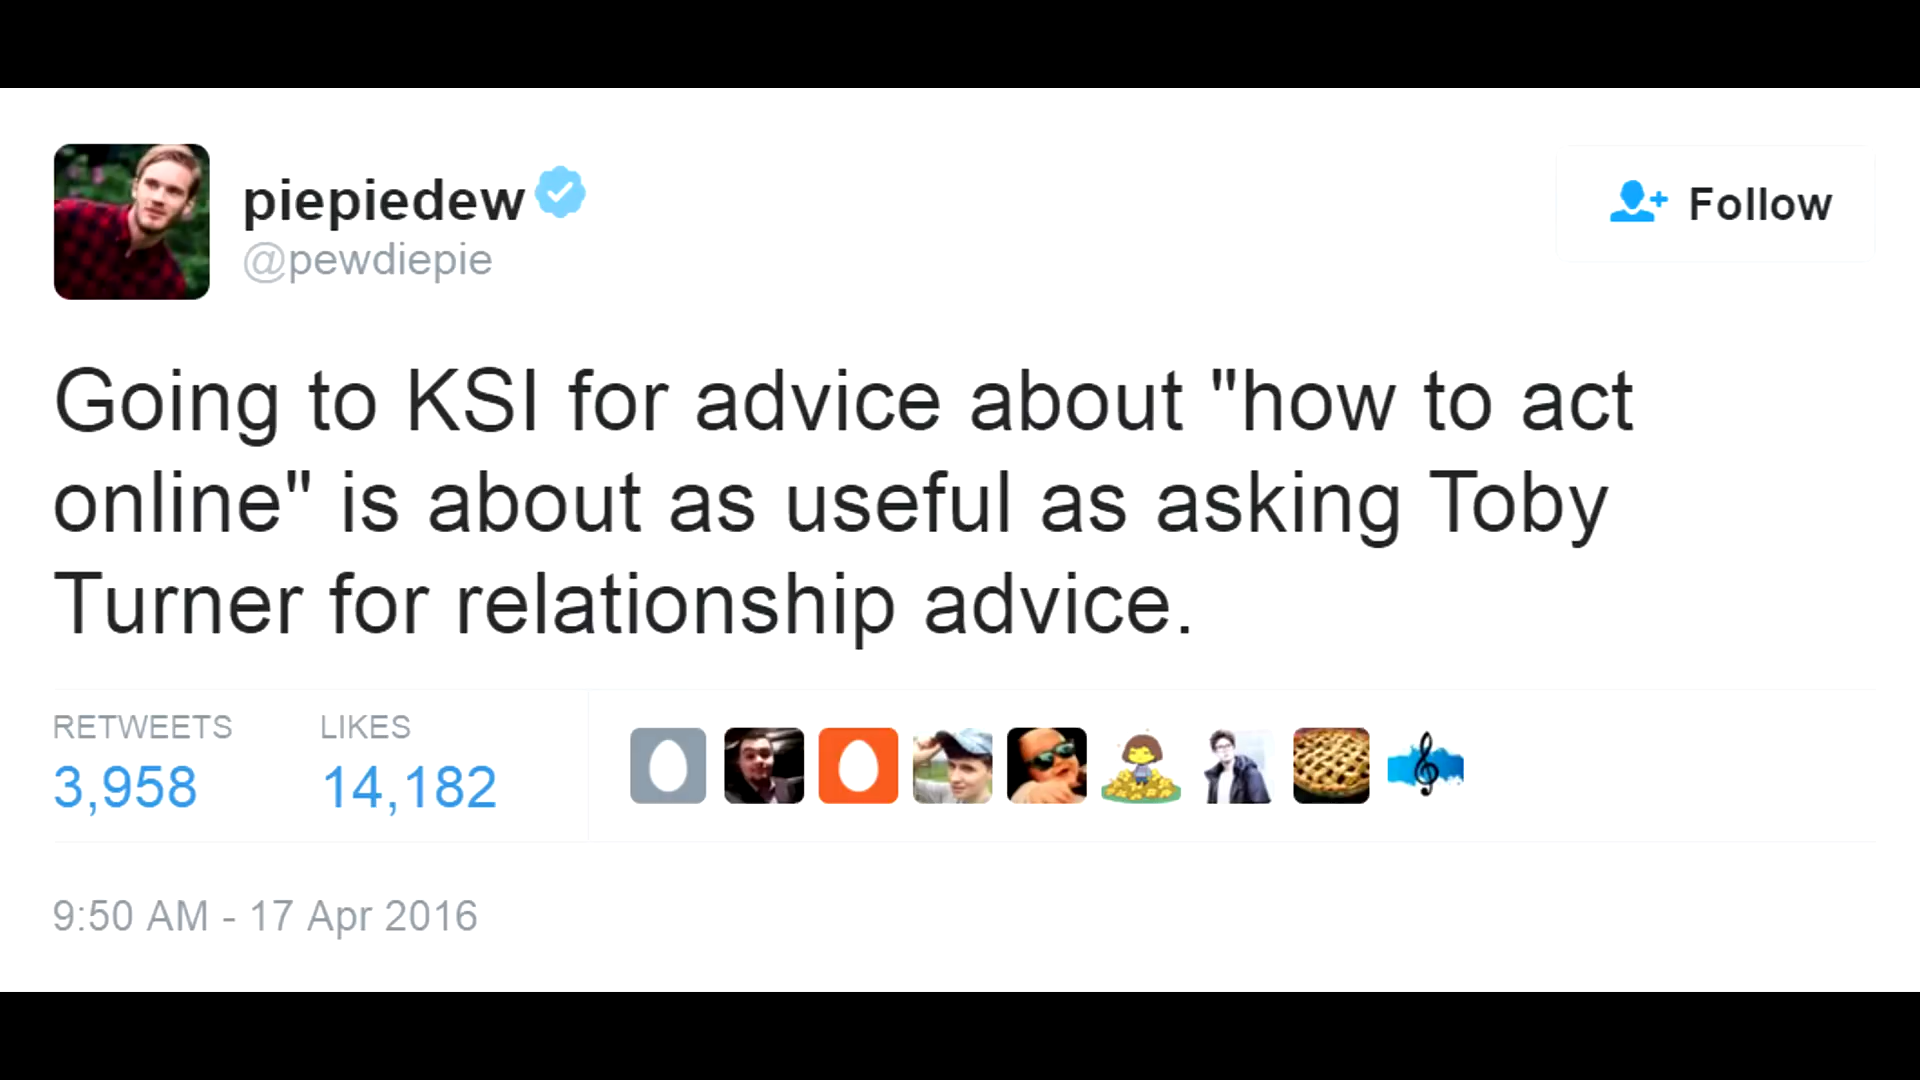 piepiedew
@pewdiepie
Follow
Going to KSI for advice about "how to act
online" is about as useful as asking Toby
Turner for relationship advice.
RETWEETS
3,958
LIKES
14,182
9:50 AM - 17 Apr 2016